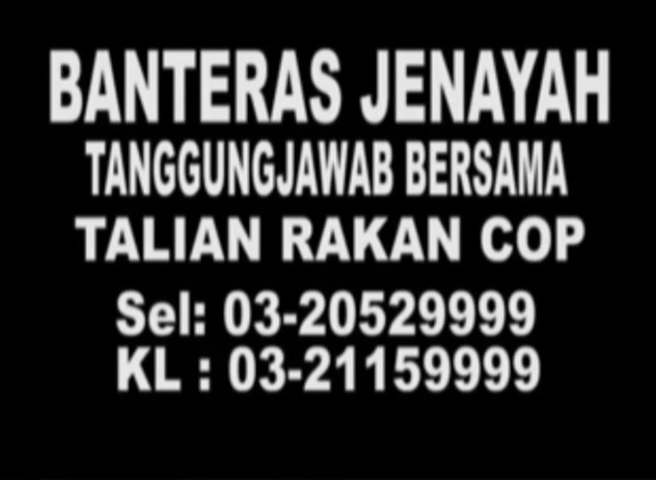 BANTERAS JENAYAH
TANGGUNGJAWAB BERSAMA
TALIAN RAKAN COP
Sel: 03-20529999
KL : 03-21159999